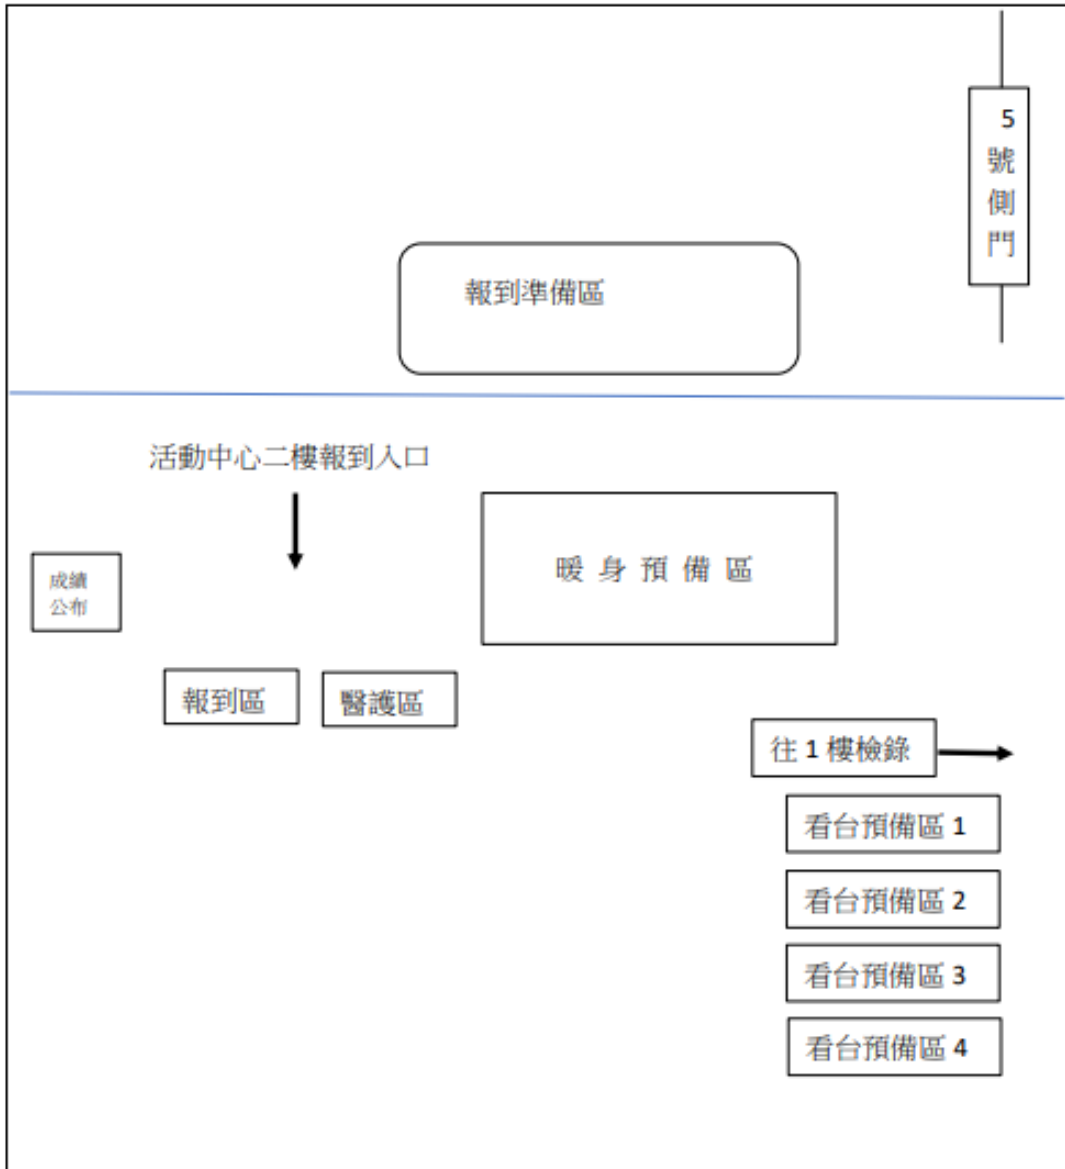 5
號
側
門
報到準備區
活動中心二樓報到入口
暖身預備區
成績
公布
報到區
醫護區
往 1 樓檢錄
看台預備區 1
看台預備區 2
看台預備區 3
看台預備區 4